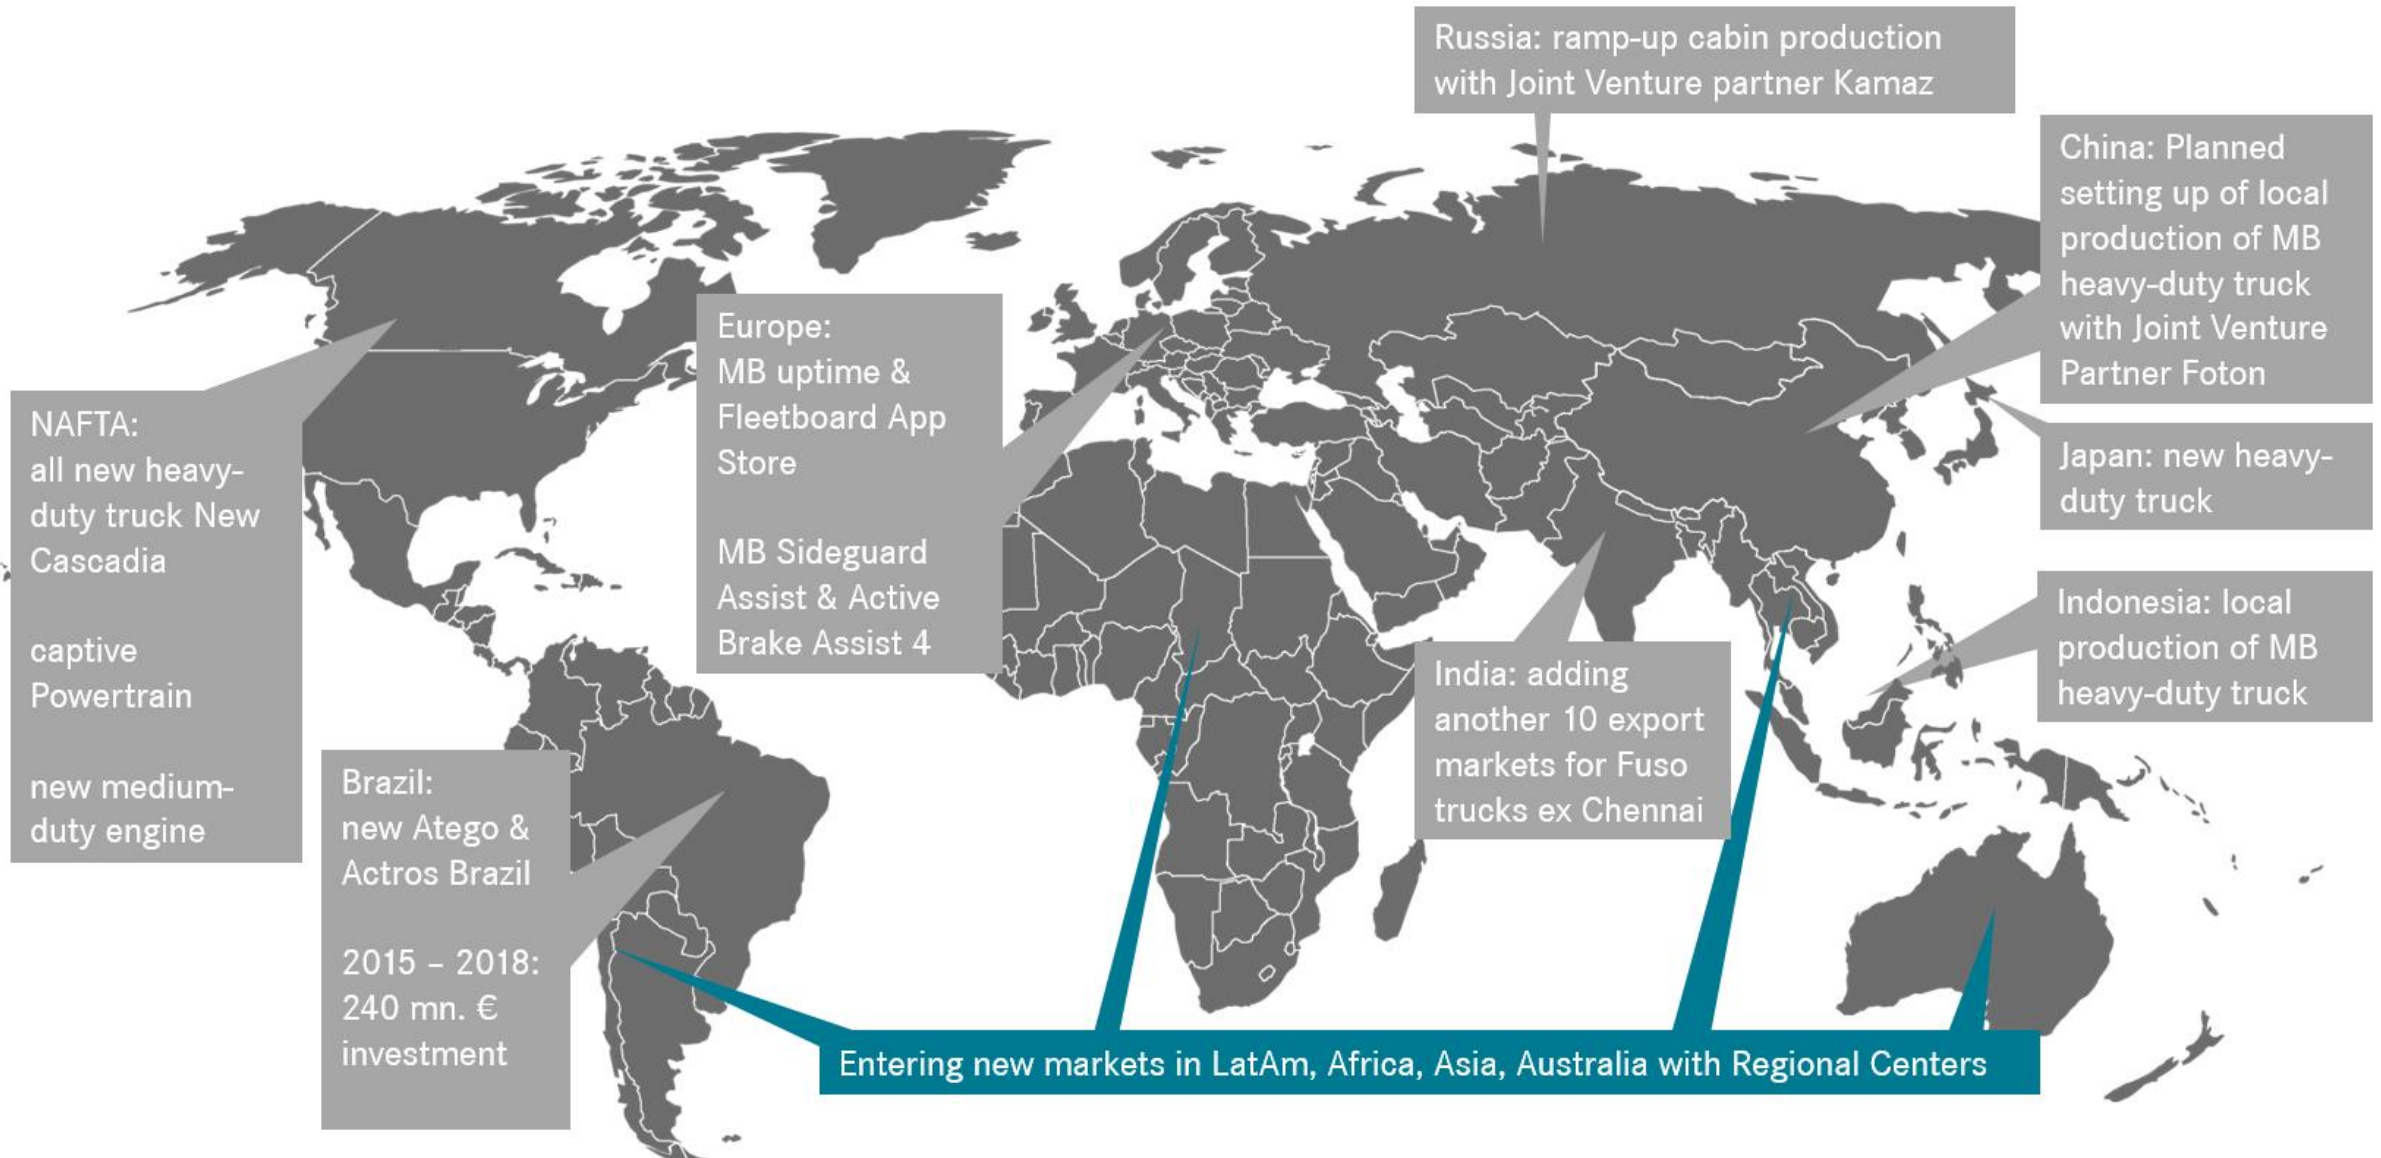 Russia: ramp-up cabin production
with Joint Venture partner Kamaz
China: Planned
setting up of local
production of MB
heavy-duty truck
with Joint Venture
Partner Foton
Europe:
MB uptime &
Fleetboard App
Store
MB Sideguard
Assist & Active
Brake Assist 4
NAFTA:
all new heavy-
duty truck New
Cascadia
captive
Powertrain
new medium-
duty engine
Japan: new heavy-
duty truck
Indonesia: local
production of MB
heavy-duty truck
India: adding
another 10 export
markets for Fuso
trucks ex Chennai
Brazil:
new Atego &
Actros Brazil
2015 – 2018:
240 mn. €
investment
Entering new markets in LatAm, Africa, Asia, Australia with Regional Centers